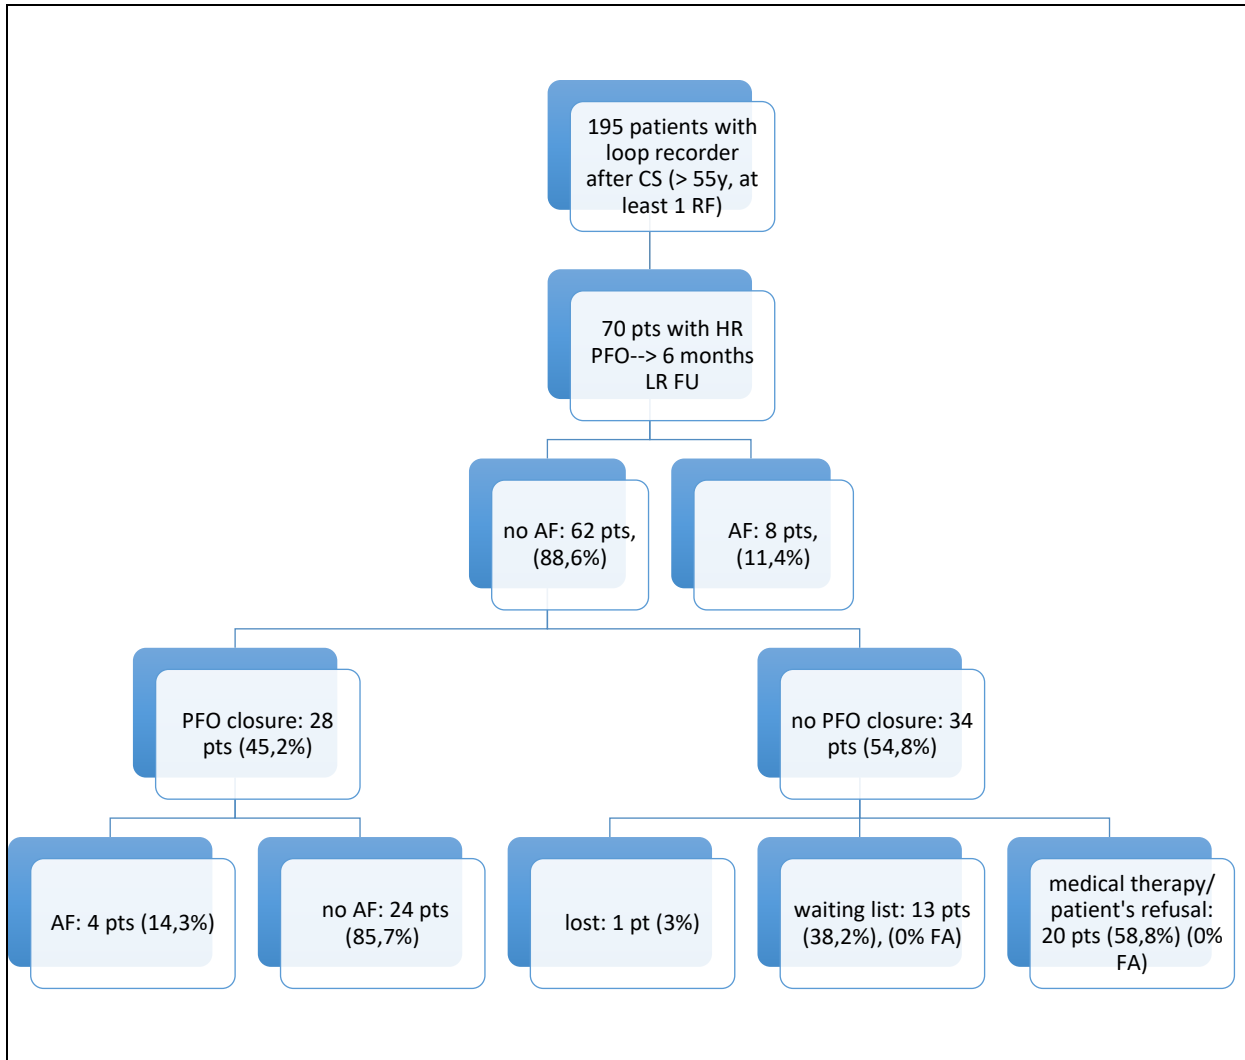 195 patients with
loop recorder
after CS (> 55y, at
least 1 RF)
70 pts with HR
PFO--> 6 months
LR FU
no AF: 62 pts,
(88,6%)
AF: 8 pts,
(11,4%)
PFO closure: 28
pts (45,2%)
no PFO closure: 34
pts (54,8%)
AF: 4 pts (14,3%)
no AF: 24 pts
(85,7%)
lost: 1 pt (3%)
waiting list: 13 pts
(38,2%), (0% FA)
medical therapy/
patient's refusal:
20 pts (58,8%) (0%
FA)